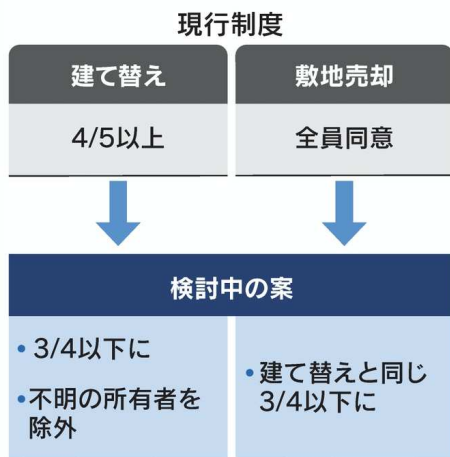 現行制度
建て替え
敷地売却
4/5以上
全員同意
検討中の案
• 3/4以下に
•不明の所有者を
除外
•建て替えと同じ
3/4以下に